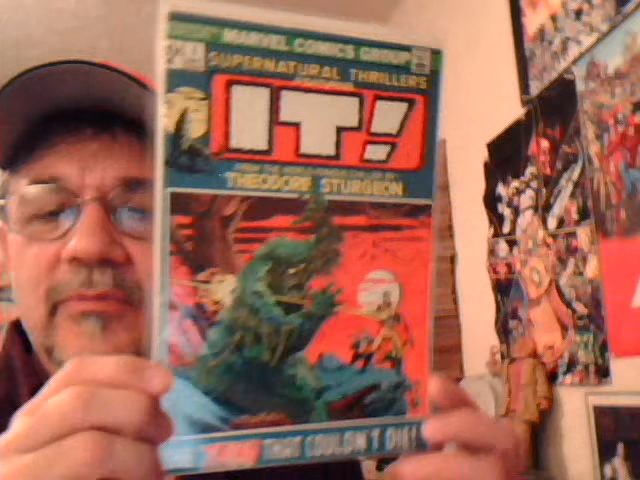 MARVEL COMICS GROUP
SUPERNATURAL THRILLERS
IT!
THEODORE STURGEON
THAT COULDN'T DIE!